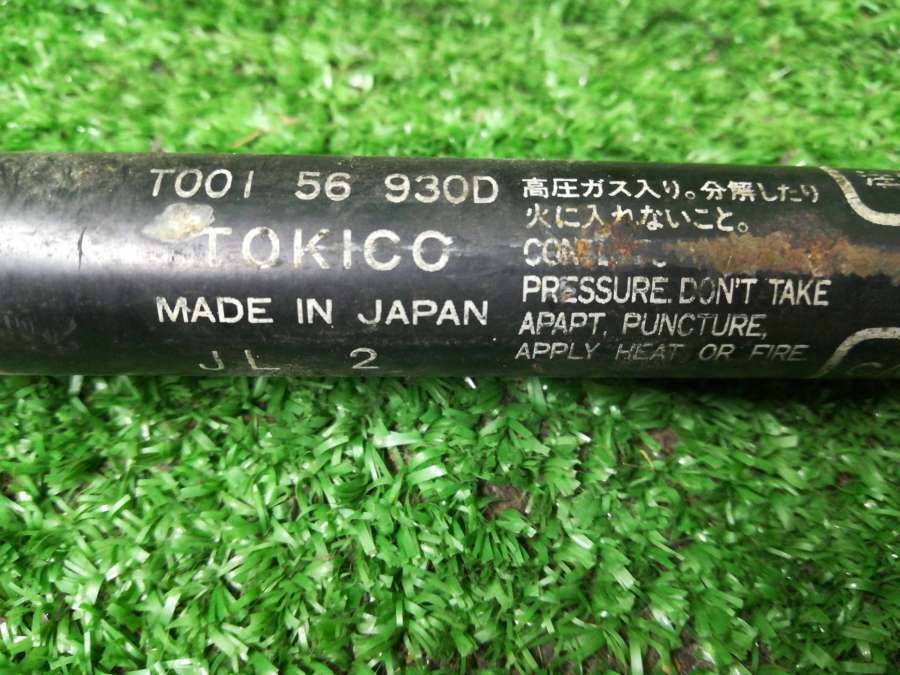 T001 56 930D
TOKICO
MADE IN JAPAN
JL 2
高圧ガス入り。分解したり
火に入れないこと。
PRESSURE. DON'T TAKE
APART, PUNCTURE,
APPLY HEAT OR FIRE